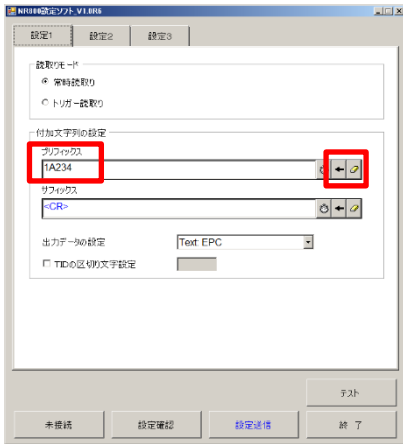 NR800設定ソフト_V1.0R6
設定1 設定2 設定3
読取りモード
常時読取り
トリガー読取り
付加文字列の設定
プリフィックス
1A234
サフィックス
<CR>
出力データの設定 Text: EPC
TIDの区切り文字設定
テスト
未接続 設定確認 設定送信 終 了